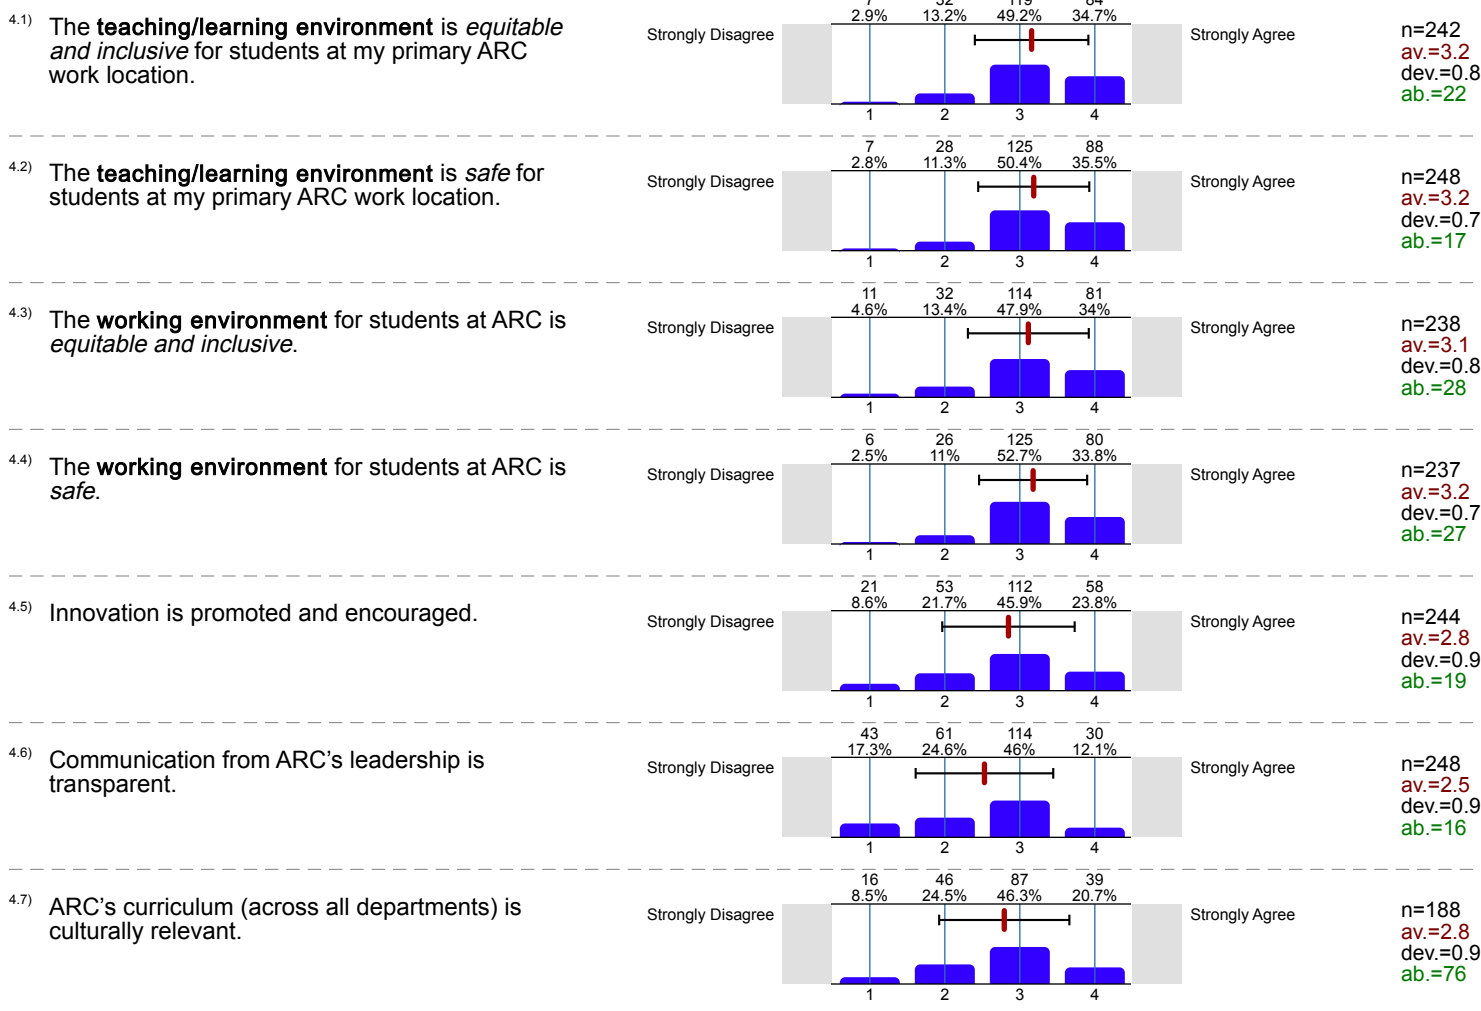 7 32 119 84
4.1) The teaching/learning environment is equitable
2.9% 13.2% 49.2% 34.7%
and inclusive for students at my primary ARC
work location.
Strongly Disagree
Strongly Agree
n=242
av.=3.2
dev.=0.8
ab.=22
1 2 3 4
7 28 125 88
2.8% 11.3% 50.4% 35.5%
4.2) The teaching/learning environment is safe for
students at my primary ARC work location.
Strongly Disagree
Strongly Agree
n=248
av.=3.2
dev.=0.7
ab.=17
1 2 3 4
11 32 114 81
4.6% 13.4% 47.9% 34%
4.3) The working environment for students at ARC is
equitable and inclusive.
Strongly Disagree
Strongly Agree
n=238
av.=3.1
dev.=0.8
ab.=28
1 2 3 4
6 26 125 80
2.5% 11% 52.7% 33.8%
4.4) The working environment for students at ARC is
safe.
Strongly Disagree
Strongly Agree
n=237
av.=3.2
dev.=0.7
ab.=27
1 2 3 4
21 53 112 58
8.6% 21.7% 45.9% 23.8%
4.5) Innovation is promoted and encouraged.
Strongly Disagree
Strongly Agree
n=244
av.=2.8
dev.=0.9
ab.=19
1 2 3 4
43 61 114 30
17.3% 24.6% 46% 12.1%
4.6) Communication from ARC's leadership is
transparent.
Strongly Disagree
Strongly Agree
n=248
av.=2.5
dev.=0.9
ab.=16
1 2 3 4
16 46 87 39
8.5% 24.5% 46.3% 20.7%
4.7) ARC's curriculum (across all departments) is
culturally relevant.
Strongly Disagree
Strongly Agree
n=188
av.=2.8
dev.=0.9
ab.=76
1 2 3 4